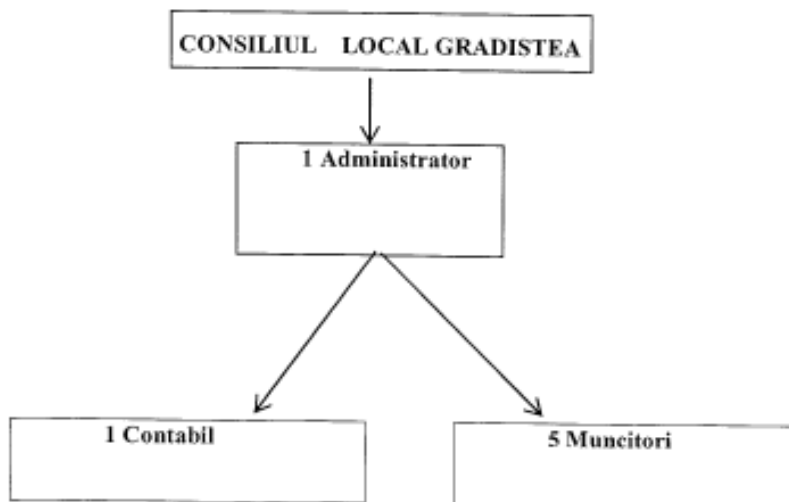 CONSILIUL LOCAL GRADISTEA
1 Administrator
1 Contabil
5 Muncitori